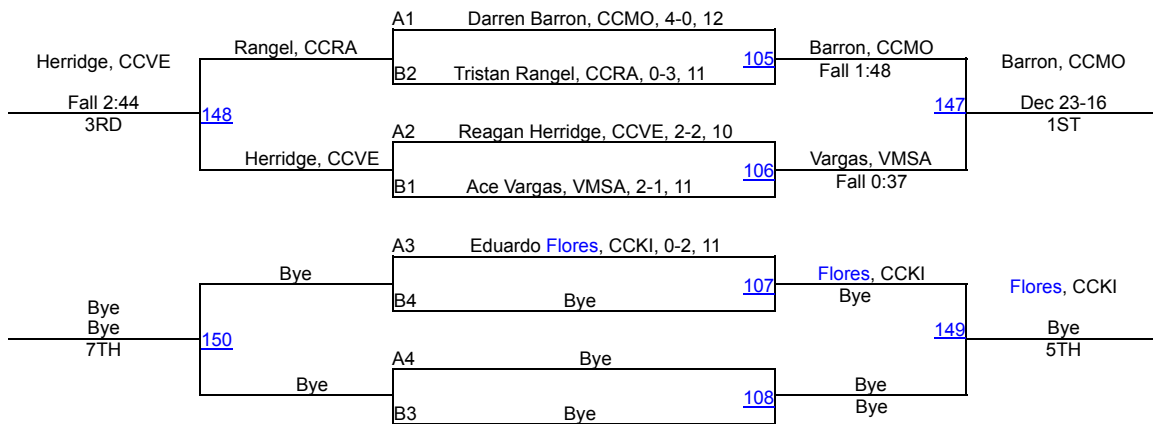 A1 Darren Barron, CCMO, 4-0, 12
Herridge, CCVE Rangel, CCRA 105 Barron, CCMO Barron, CCMO
B2 Tristan Rangel, CCRA, 0-3, 11 Fall 1:48
Fall 2:44 148 147 Dec 23-16
3RD 1ST
A2 Reagan Herridge, CCVE, 2-2, 10
Herridge, CCVE 106 Vargas, VMSA
B1 Ace Vargas, VMSA, 2-1, 11 Fall 0:37
A3 Eduardo Flores, CCKI, 0-2, 11
Bye 107 Flores, CCKI Flores, CCKI
B4 Bye Bye
Bye
Bye 150 149 Bye
7TH 5TH
A4 Bye
Bye 108 Bye
B3 Bye Bye